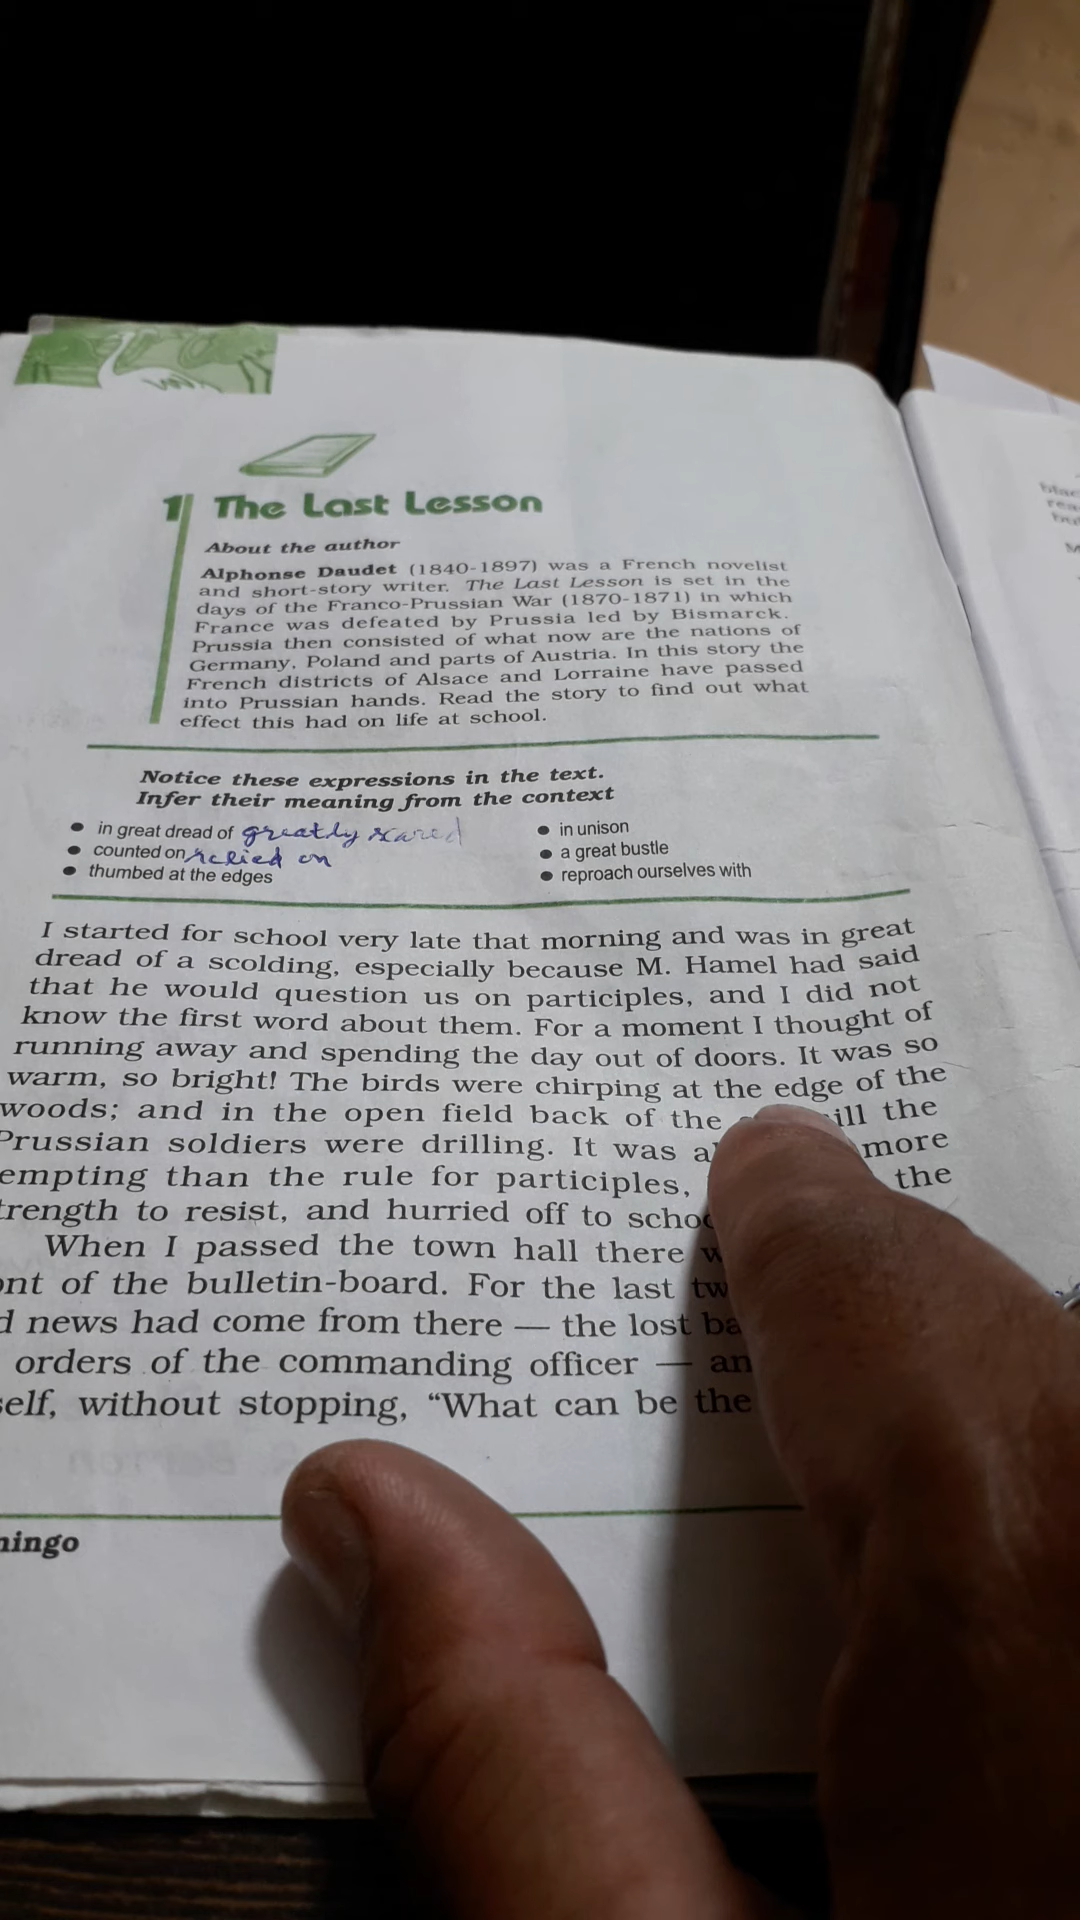 1 The Last Lesson
About the author
Alphonse Daudet (1840-1897) was a French novelist
and short-story writer. The Last Lesson is set in the
days of the Franco-Prussian War (1870-1871) in which
France was defeated by Prussia led by Bismarck.
Prussia then consisted of what now are the nations of
Germany, Poland and parts of Austria. In this story the
French districts of Alsace and Lorraine have passed
into Prussian hands. Read the story to find out what
effect this had on life at school.
Notice these expressions in the text.
Infer their meaning from the context
• in great dread of greatly scared
• counted on relied on
• thumbed at the edges
• in unison
• a great bustle
• reproach ourselves with
I started for school very late that morning and was in great
dread of a scolding, especially because M. Hamel had said
that he would question us on participles, and I did not
know the first word about them. For a moment I thought of
running away and spending the day out of doors. It was so
warm, so bright! The birds were chirping at the edge of the
woods; and in the open field back of the the
Prussian soldiers were drilling. It was more
than the rule for participles, the
to resist, and hurried off to
When I passed the town hall there
of the bulletin-board. For the last
news had come from there — the lost
orders of the commanding officer —
without stopping, “What can be the